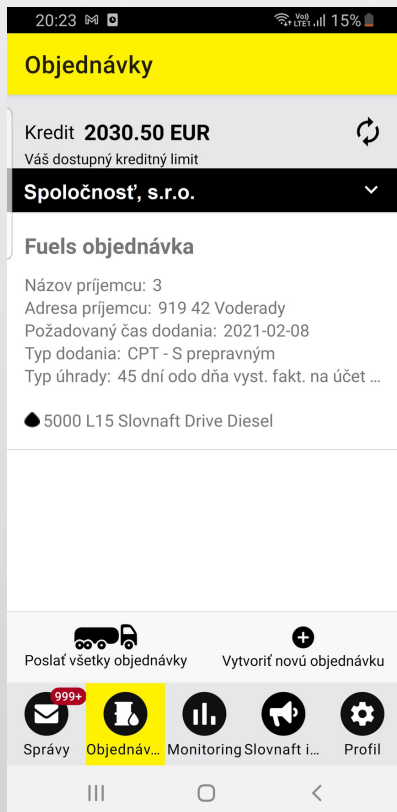 20:23 Vo)) LTE1 15%
Objednávky
Kredit 2030.50 EUR
Váš dostupný kreditný limit
Spoločnosť, s.r.o.
Fuels objednávka
Názov príjemcu: 3
Adresa príjemcu: 919 42 Voderady
Požadovaný čas dodania: 2021-02-08
Typ dodania: CPT - S prepravným
Typ úhrady: 45 dní odo dňa vyst. fakt. na účet ...
5000 L15 Slovnaft Drive Diesel
Poslať všetky objednávky Vytvoriť novú objednávku
999+
Správy Objednáv... Monitoring Slovnaft i... Profil